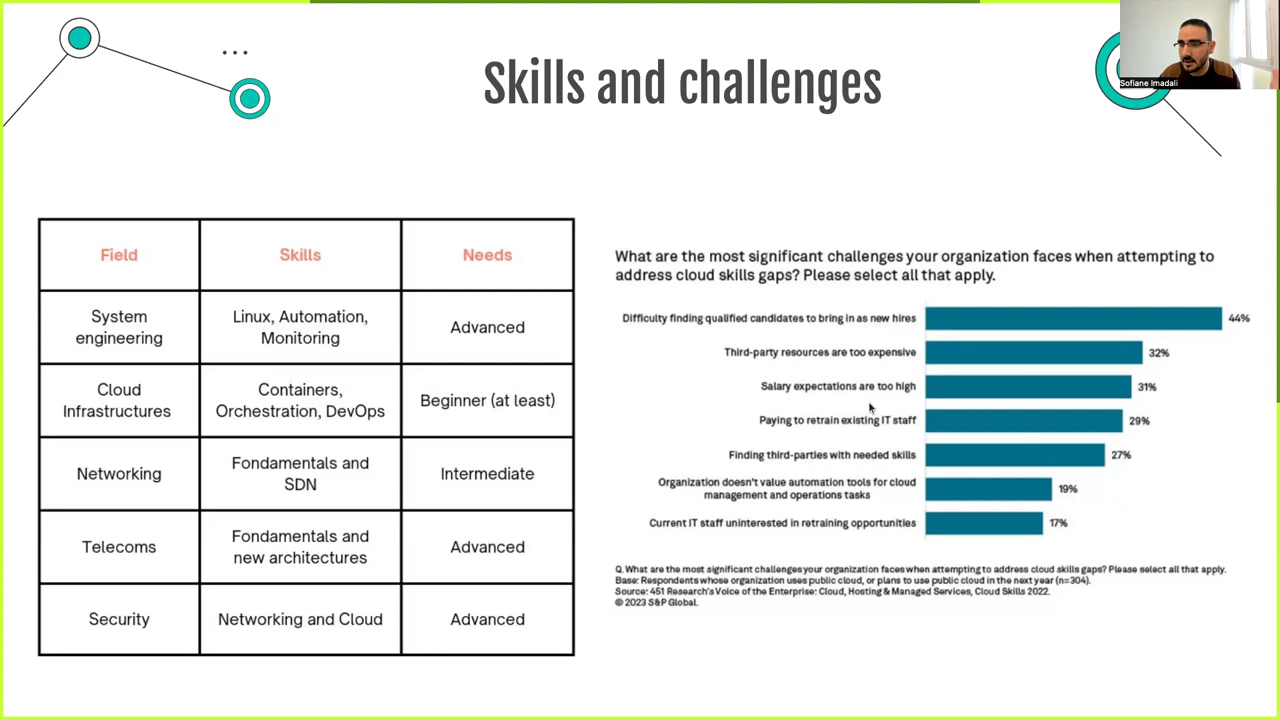 ...
Skills and challenges
Sofiane Imadali
Field
Skills
Needs
System
engineering
Linux, Automation,
Monitoring
Advanced
Cloud
Infrastructures
Containers,
Orchestration, DevOps
Beginner (at least)
Networking
Fondamentals and
SDN
Intermediate
Telecoms
Fondamentals and
new architectures
Advanced
Security
Networking and Cloud
Advanced
What are the most significant challenges your organization faces when attempting to
address cloud skills gaps? Please select all that apply.
Difficulty finding qualified candidates to bring in as new hires
44%
Third-party resources are too expensive
32%
Salary expectations are too high
31%
Paying to retrain existing IT staff
29%
Finding third-parties with needed skills
27%
Organization doesn't value automation tools for cloud
management and operations tasks
19%
Current IT staff uninterested in retraining opportunities
17%
Q. What are the most significant challenges your organization faces when attempting to address cloud skills gaps? Please select all that apply.
Base: Respondents whose organization uses public cloud, or plans to use public cloud in the next year (n=304).
Source: 451 Research's Voice of the Enterprise: Cloud, Hosting & Managed Services, Cloud Skills 2022.
© 2023 S&P Global.